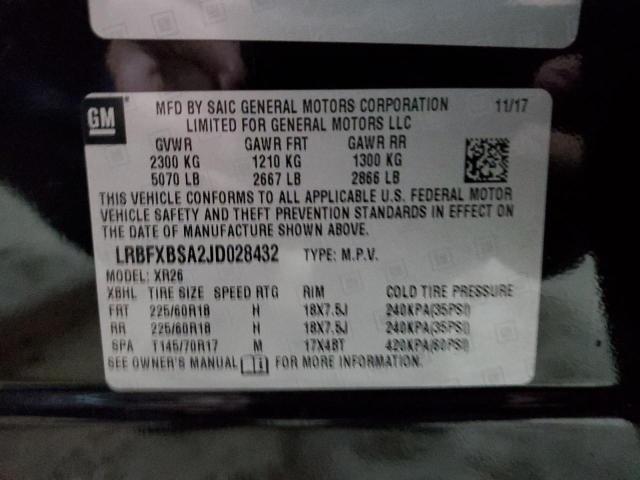 GM
MFD BY SAIC GENERAL MOTORS CORPORATION 11/17
LIMITED FOR GENERAL MOTORS LLC
GVWR GAWR FRT GAWR RR
2300 KG 1210 KG 1300 KG
5070 LB 2667 LB 2866 LB
THIS VEHICLE CONFORMS TO ALL APPLICABLE U.S. FEDERAL MOTOR
VEHICLE SAFETY AND THEFT PREVENTION STANDARDS IN EFFECT ON
THE DATE OF MANUFACTURE SHOWN ABOVE.
LRBFXBSA2JD028432 TYPE: M.P.V.
MODEL: XR26
XBHL TIRE SIZE SPEED RTG RIM COLD TIRE PRESSURE
FRT 225/60R18 H 18X7.5J 240KPA(35PSI)
RR 225/60R18 H 18X7.5J 240KPA(35PSI)
SPA T145/70R17 M 17X4BT 420KPA(60PSI)
SEE OWNER'S MANUAL FOR MORE INFORMATION.